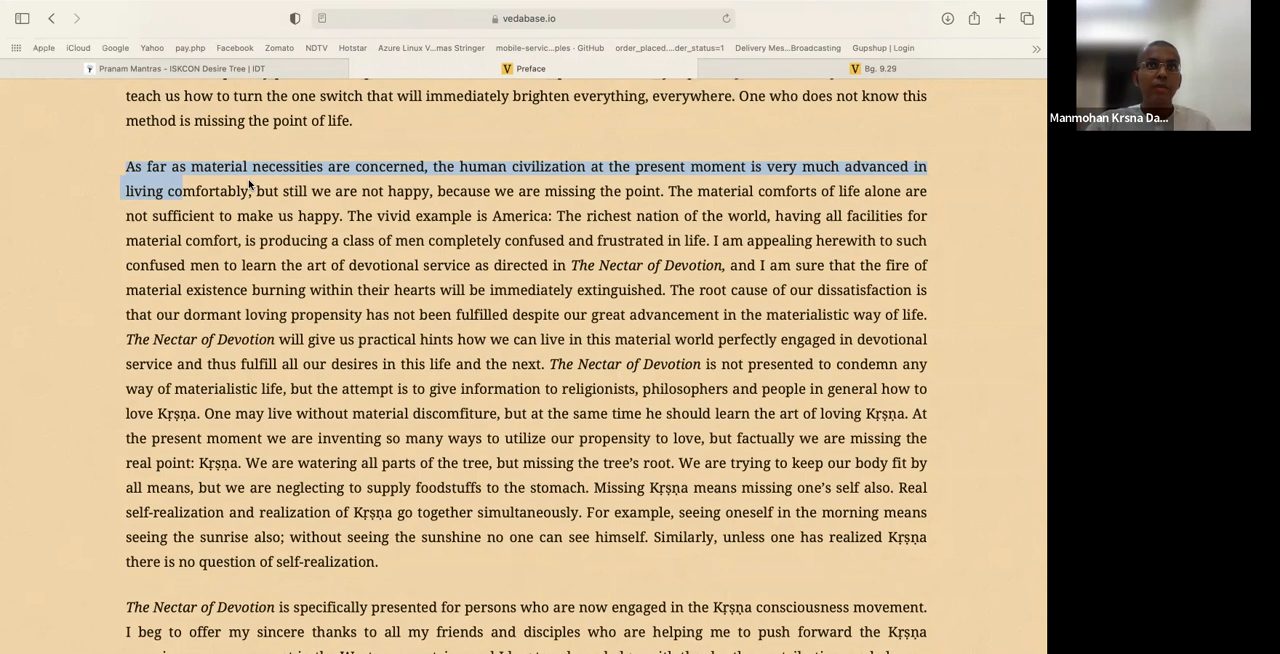 vedabase.io
Apple iCloud Google Yahoo pay.php Facebook Zomato NDTV Hotstar Azure Linux V...mas Stringer mobile-servic...ples · GitHub order_placed....der_status=1 Delivery Mes...Broadcasting Gupshup | Login
Pranam Mantras - ISKCON Desire Tree | IDT
Preface
Bg. 9.29
Manmohan Krsna Da...
teach us how to turn the one switch that will immediately brighten everything, everywhere. One who does not know this
method is missing the point of life.
As far as material necessities are concerned, the human civilization at the present moment is very much advanced in
living comfortably, but still we are not happy, because we are missing the point. The material comforts of life alone are
not sufficient to make us happy. The vivid example is America: The richest nation of the world, having all facilities for
material comfort, is producing a class of men completely confused and frustrated in life. I am appealing herewith to such
confused men to learn the art of devotional service as directed in The Nectar of Devotion, and I am sure that the fire of
material existence burning within their hearts will be immediately extinguished. The root cause of our dissatisfaction is
that our dormant loving propensity has not been fulfilled despite our great advancement in the materialistic way of life.
The Nectar of Devotion will give us practical hints how we can live in this material world perfectly engaged in devotional
service and thus fulfill all our desires in this life and the next. The Nectar of Devotion is not presented to condemn any
way of materialistic life, but the attempt is to give information to religionists, philosophers and people in general how to
love Kṛṣṇa. One may live without material discomfiture, but at the same time he should learn the art of loving Kṛṣṇa. At
the present moment we are inventing so many ways to utilize our propensity to love, but factually we are missing the
real point: Kṛṣṇa. We are watering all parts of the tree, but missing the tree's root. We are trying to keep our body fit by
all means, but we are neglecting to supply foodstuffs to the stomach. Missing Kṛṣṇa means missing one's self also. Real
self-realization and realization of Kṛṣṇa go together simultaneously. For example, seeing oneself in the morning means
seeing the sunrise also; without seeing the sunshine no one can see himself. Similarly, unless one has realized Kṛṣṇa
there is no question of self-realization.
The Nectar of Devotion is specifically presented for persons who are now engaged in the Kṛṣṇa consciousness movement.
I beg to offer my sincere thanks to all my friends and disciples who are helping me to push forward the Kṛṣṇa